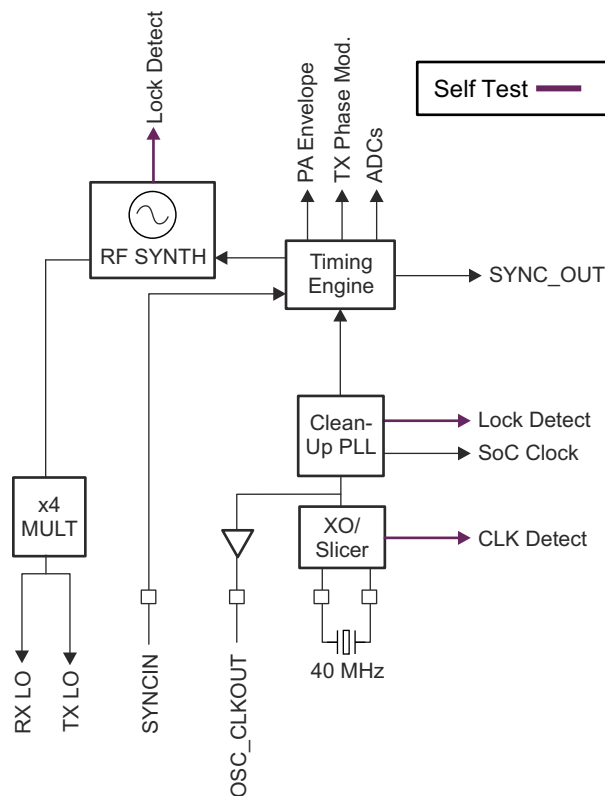 Lock Detect
PA Envelope
TX Phase Mod.
ADCs
Self Test
RF SYNTH
Timing
Engine
SYNC_OUT
Clean-
Up PLL
Lock Detect
SoC Clock
x4
MULT
XO/
Slicer
CLK Detect
40 MHz
RX LO
TX LO
SYNCIN
OSC_CLKOUT